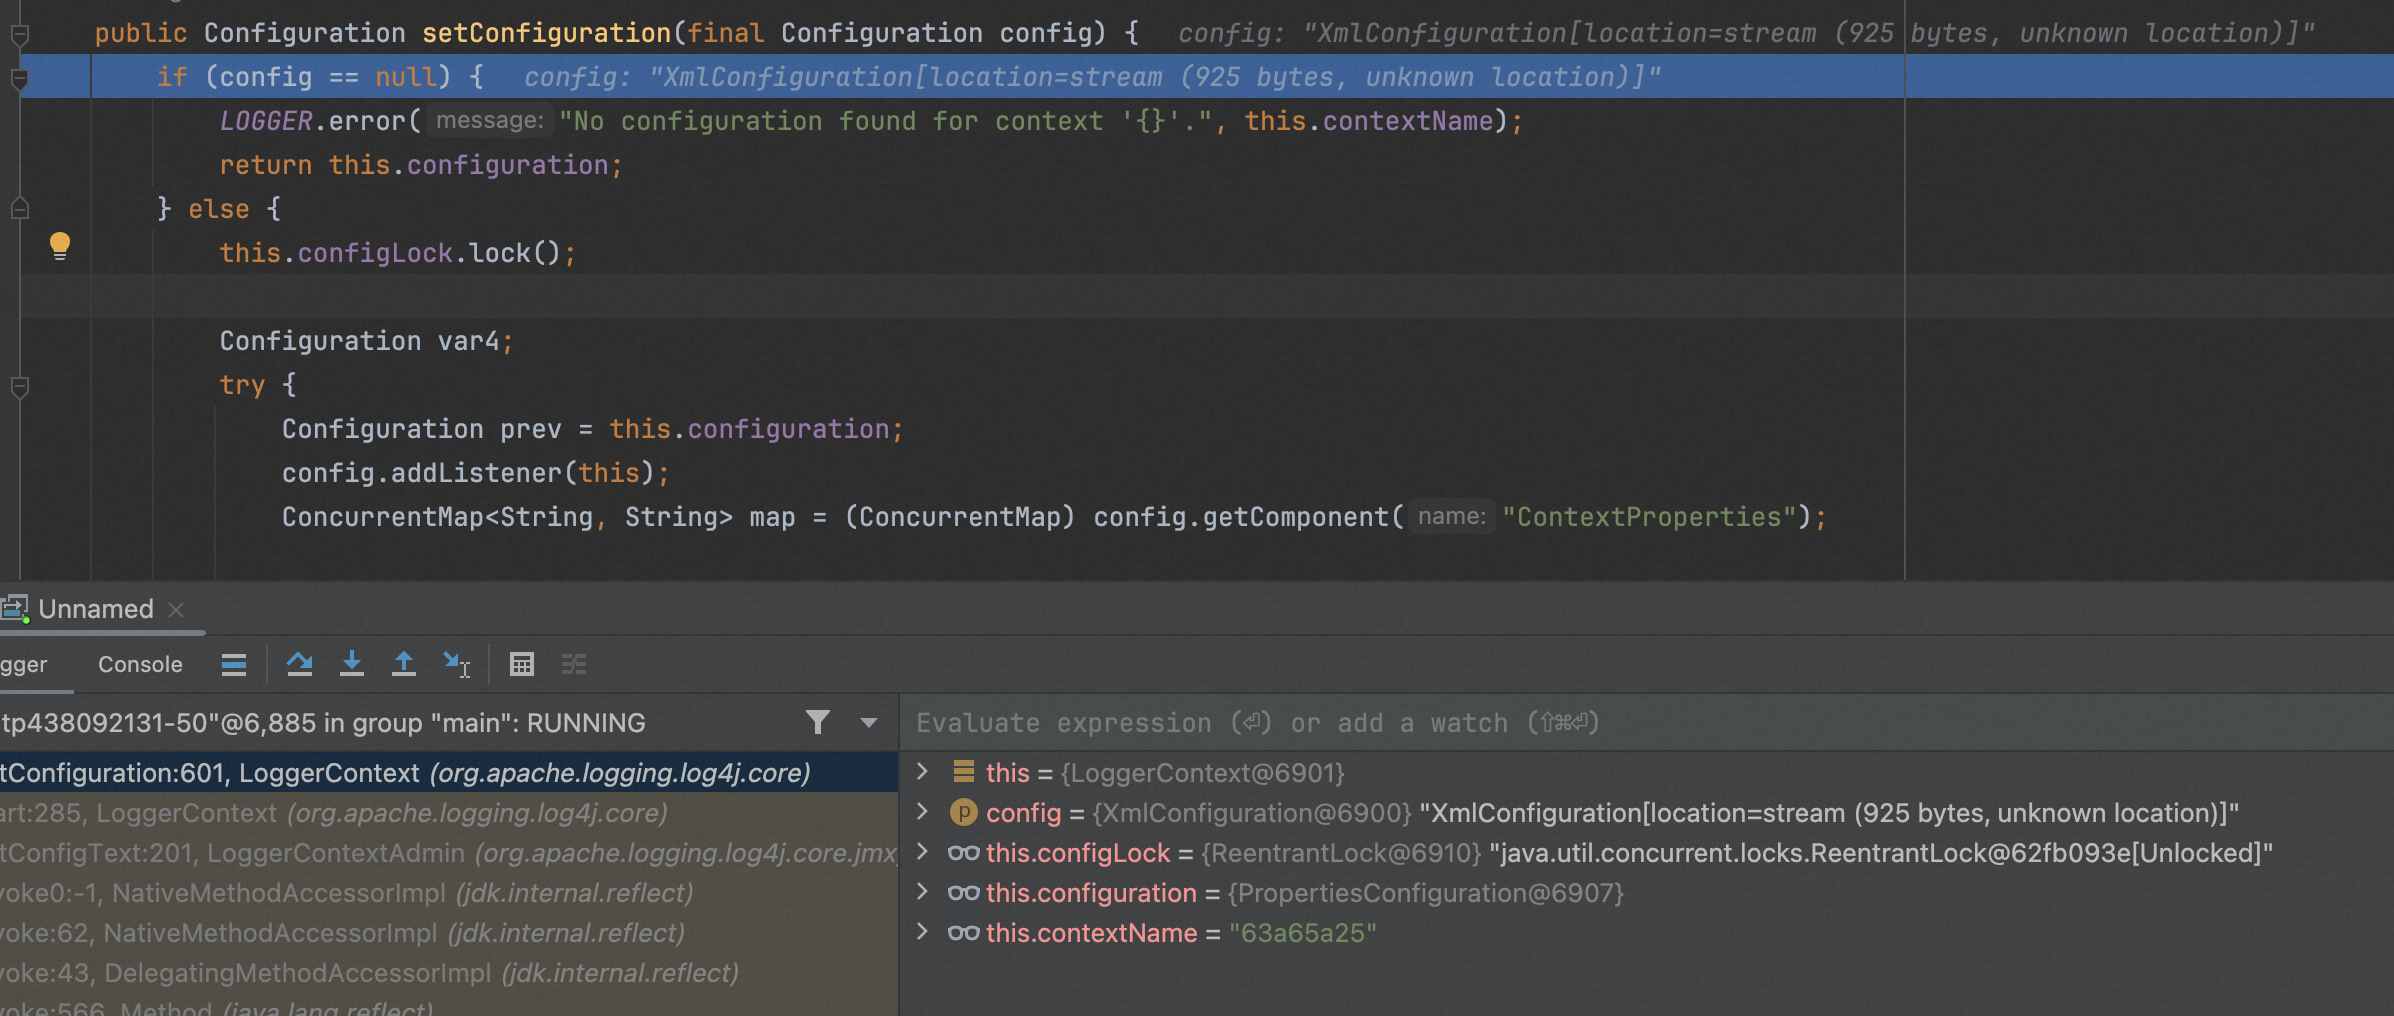 public Configuration setConfiguration(final Configuration config) {   config: "XmlConfiguration[location=stream (925 bytes, unknown location)]"
if (config == null) {   config: "XmlConfiguration[location=stream (925 bytes, unknown location)]"
LOGGER.error( message: "No configuration found for context '{}'.", this.contextName);
return this.configuration;
} else {
this.configLock.lock();
Configuration var4;
try {
Configuration prev = this.configuration;
config.addListener(this);
ConcurrentMap<String, String> map = (ConcurrentMap) config.getComponent( name: "ContextProperties");
Unnamed
gger Console
tp438092131-50"@6,885 in group "main": RUNNING
Evaluate expression (⏎) or add a watch (⇧⌘⏎)
tConfiguration:601, LoggerContext (org.apache.logging.log4j.core)
art:285, LoggerContext (org.apache.logging.log4j.core)
tConfigText:201, LoggerContextAdmin (org.apache.logging.log4j.core.jmx
voke0:-1, NativeMethodAccessorImpl (jdk.internal.reflect)
voke:62, NativeMethodAccessorImpl (jdk.internal.reflect)
voke:43, DelegatingMethodAccessorImpl (jdk.internal.reflect)
voke:566, Method (java.lang.reflect)
this = {LoggerContext@6901}
p config = {XmlConfiguration@6900} "XmlConfiguration[location=stream (925 bytes, unknown location)]"
this.configLock = {ReentrantLock@6910} "java.util.concurrent.locks.ReentrantLock@62fb093e[Unlocked]"
this.configuration = {PropertiesConfiguration@6907}
this.contextName = "63a65a25"